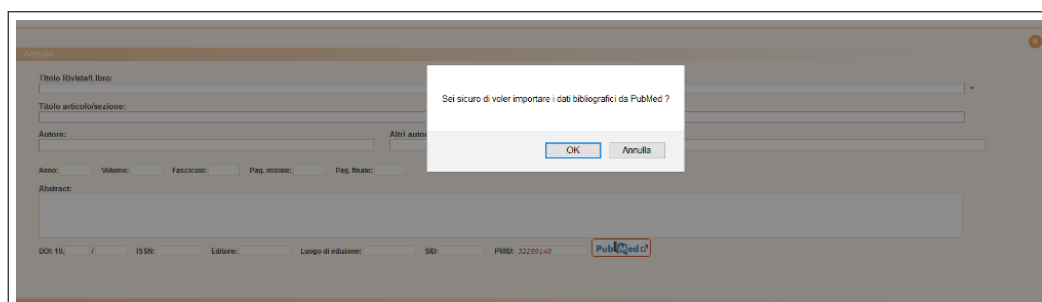 Articolo
Titolo Rivista/Libro:
*
Sei sicuro di voler importare i dati bibliografici da PubMed ?
Titolo articolo/sezione:
Autore:
Altri auto
OK
Annulla
Anno:
Volume:
Fascicolo:
Pag. iniziale:
Pag. finale:
Abstract:
DOI: 10.
/
ISSN:
Editore:
Luogo di edizione:
SID:
PMID: 32299148
PubMed